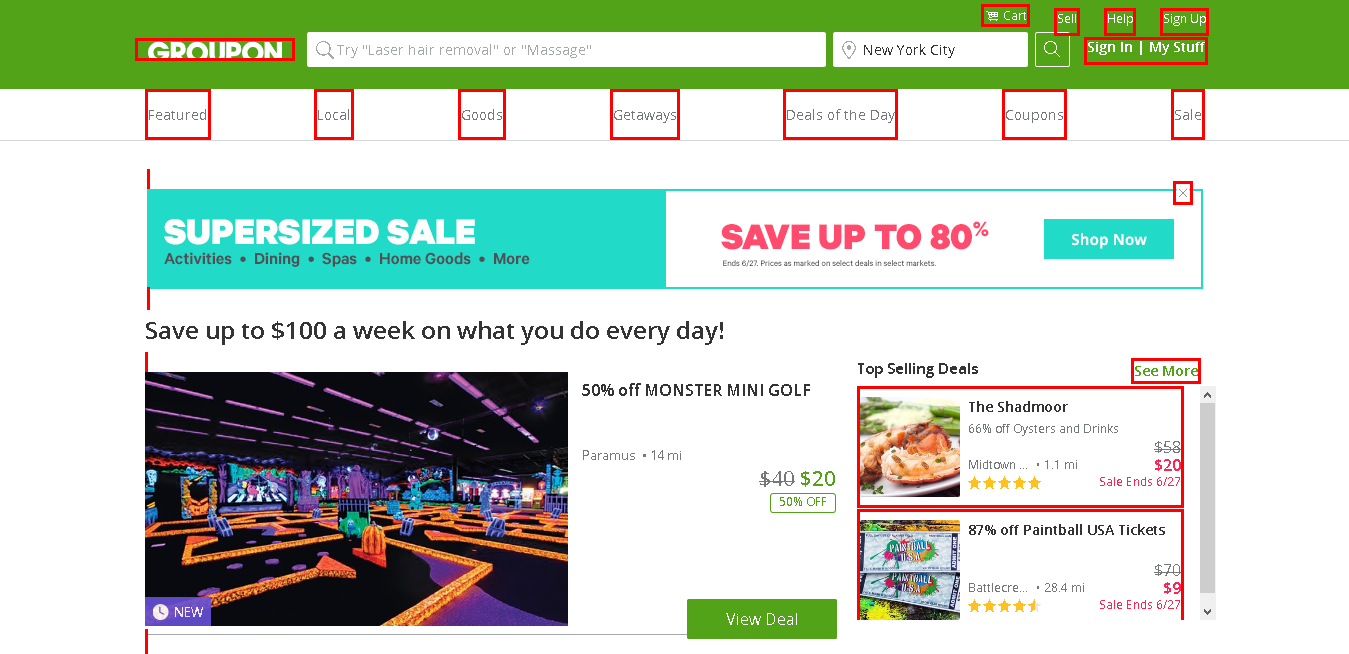 Cart
Sell
Help
Sign Up
GROUPON
Try "Laser hair removal" or "Massage"
New York City
Sign In | My Stuff
Featured
Local
Goods
Getaways
Deals of the Day
Coupons
Sale
SUPERSIZED SALE
Activities • Dining • Spas • Home Goods • More
SAVE UP TO 80%
Ends 6/27. Prices as marked on select deals in select markets.
Shop Now
Save up to $100 a week on what you do every day!
50% off MONSTER MINI GOLF
Paramus • 14 mi
$40 $20
50% OFF
NEW
View Deal
Top Selling Deals
See More
The Shadmoor
66% off Oysters and Drinks
$58
Midtown ... • 1.1 mi
$20
Sale Ends 6/27
87% off Paintball USA Tickets
$70
Battlecre... • 28.4 mi
$9
Sale Ends 6/27
PAINTBALL
U.S.A
ADMIT ONE
PAINTBALL
U.S.A